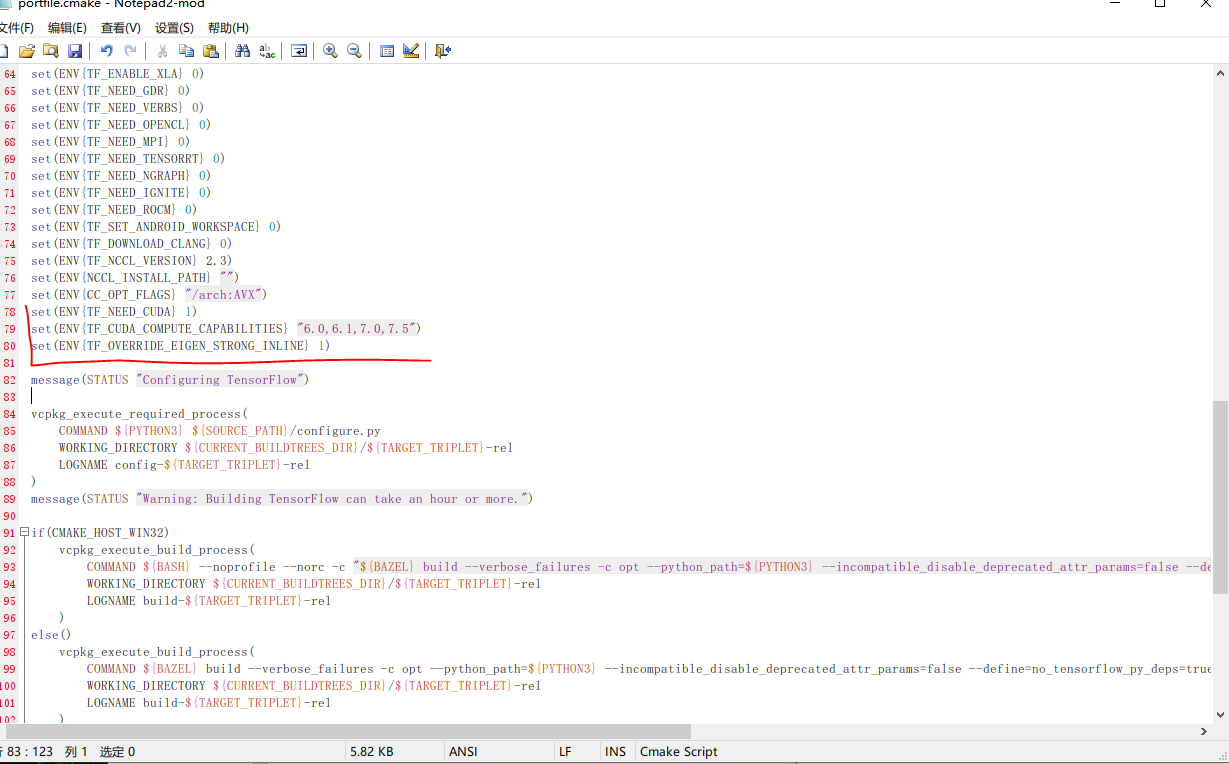 portfile.cmake - Notepad2-mod
文件(F) 编辑(E) 查看(V) 设置(S) 帮助(H)
64 set(ENV{TF_ENABLE_XLA} 0)
65 set(ENV{TF_NEED_GDR} 0)
66 set(ENV{TF_NEED_VERBS} 0)
67 set(ENV{TF_NEED_OPENCL} 0)
68 set(ENV{TF_NEED_MPI} 0)
69 set(ENV{TF_NEED_TENSORRT} 0)
70 set(ENV{TF_NEED_NGRAPH} 0)
71 set(ENV{TF_NEED_IGNITE} 0)
72 set(ENV{TF_NEED_ROCM} 0)
73 set(ENV{TF_SET_ANDROID_WORKSPACE} 0)
74 set(ENV{TF_DOWNLOAD_CLANG} 0)
75 set(ENV{TF_NCCL_VERSION} 2.3)
76 set(ENV{NCCL_INSTALL_PATH} "")
77 set(ENV{CC_OPT_FLAGS} "/arch:AVX")
78 set(ENV{TF_NEED_CUDA} 1)
79 set(ENV{TF_CUDA_COMPUTE_CAPABILITIES} "6.0,6.1,7.0,7.5")
80 set(ENV{TF_OVERRIDE_EIGEN_STRONG_INLINE} 1)
81
82 message(STATUS "Configuring TensorFlow")
83
84 vcpkg_execute_required_process(
85 COMMAND ${PYTHON3} ${SOURCE_PATH}/configure.py
86 WORKING_DIRECTORY ${CURRENT_BUILDTREES_DIR}/${TARGET_TRIPLET}-rel
87 LOGNAME config-${TARGET_TRIPLET}-rel
88 )
89 message(STATUS "Warning: Building TensorFlow can take an hour or more.")
90
91 if(CMAKE_HOST_WIN32)
92 vcpkg_execute_build_process(
93 COMMAND ${BASH} --noprofile --norc -c "${BAZEL} build --verbose_failures -c opt --python_path=${PYTHON3} --incompatible_disable_deprecated_attr_params=false --de
94 WORKING_DIRECTORY ${CURRENT_BUILDTREES_DIR}/${TARGET_TRIPLET}-rel
95 LOGNAME build-${TARGET_TRIPLET}-rel
96 )
97 else()
98 vcpkg_execute_build_process(
99 COMMAND ${BAZEL} build --verbose_failures -c opt --python_path=${PYTHON3} --incompatible_disable_deprecated_attr_params=false --define=no_tensorflow_py_deps=true
100 WORKING_DIRECTORY ${CURRENT_BUILDTREES_DIR}/${TARGET_TRIPLET}-rel
101 LOGNAME build-${TARGET_TRIPLET}-rel
102 )
行 83 : 123 列 1 选定 0 5.82 KB ANSI LF INS Cmake Script